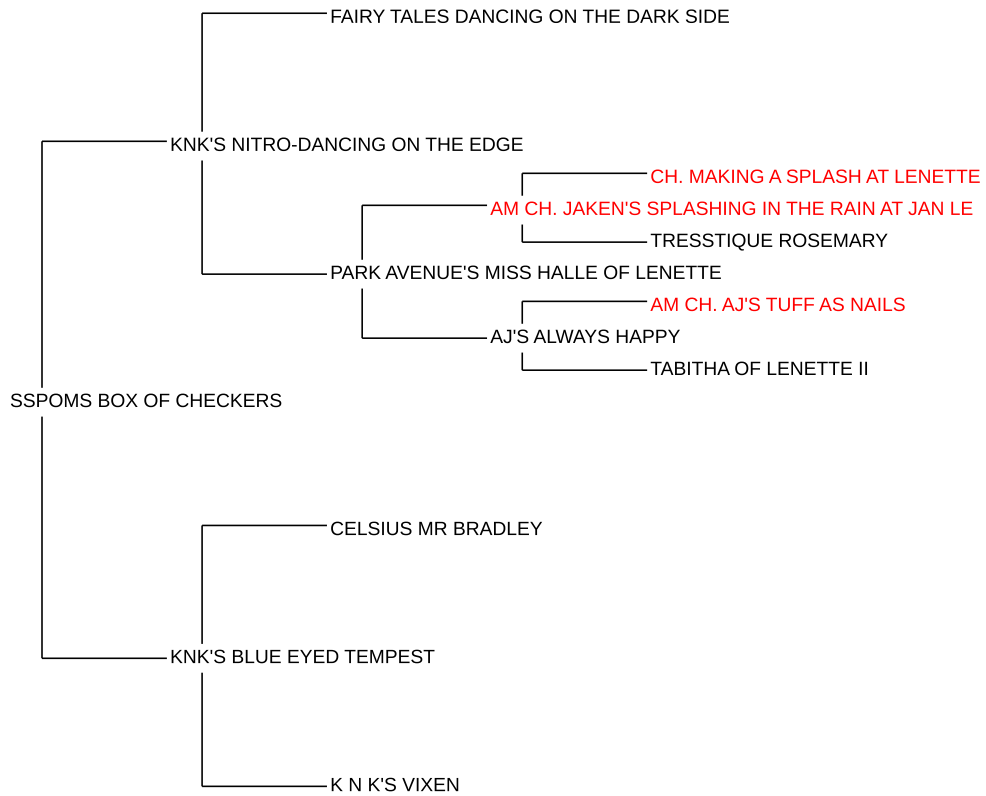 FAIRY TALES DANCING ON THE DARK SIDE
KNK'S NITRO-DANCING ON THE EDGE
CH. MAKING A SPLASH AT LENETTE
AM CH. JAKEN'S SPLASHING IN THE RAIN AT JAN LE
TRESSTIQUE ROSEMARY
PARK AVENUE'S MISS HALLE OF LENETTE
AM CH. AJ'S TUFF AS NAILS
AJ'S ALWAYS HAPPY
TABITHA OF LENETTE II
SSPOMS BOX OF CHECKERS
CELSIUS MR BRADLEY
KNK'S BLUE EYED TEMPEST
K N K'S VIXEN